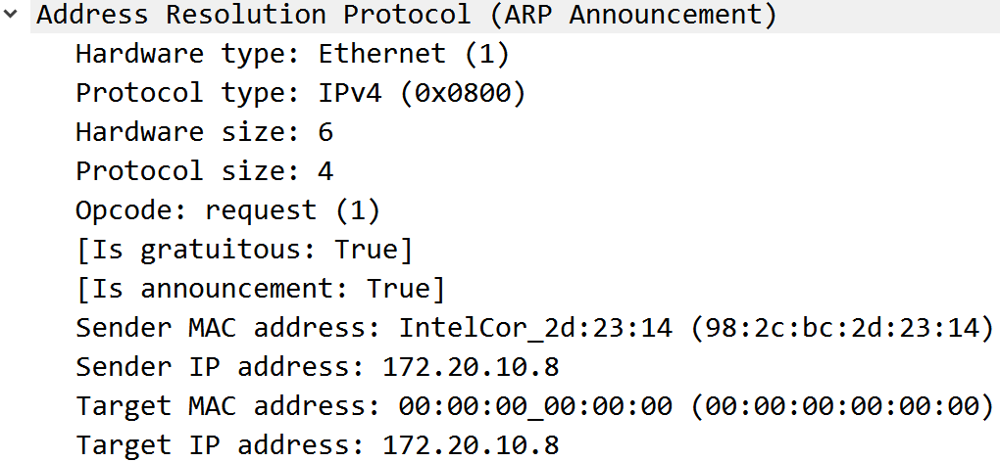 Address Resolution Protocol (ARP Announcement)
Hardware type: Ethernet (1)
Protocol type: IPv4 (0x0800)
Hardware size: 6
Protocol size: 4
Opcode: request (1)
[Is gratuitous: True]
[Is announcement: True]
Sender MAC address: IntelCor_2d:23:14 (98:2c:bc:2d:23:14)
Sender IP address: 172.20.10.8
Target MAC address: 00:00:00_00:00:00 (00:00:00:00:00:00)
Target IP address: 172.20.10.8